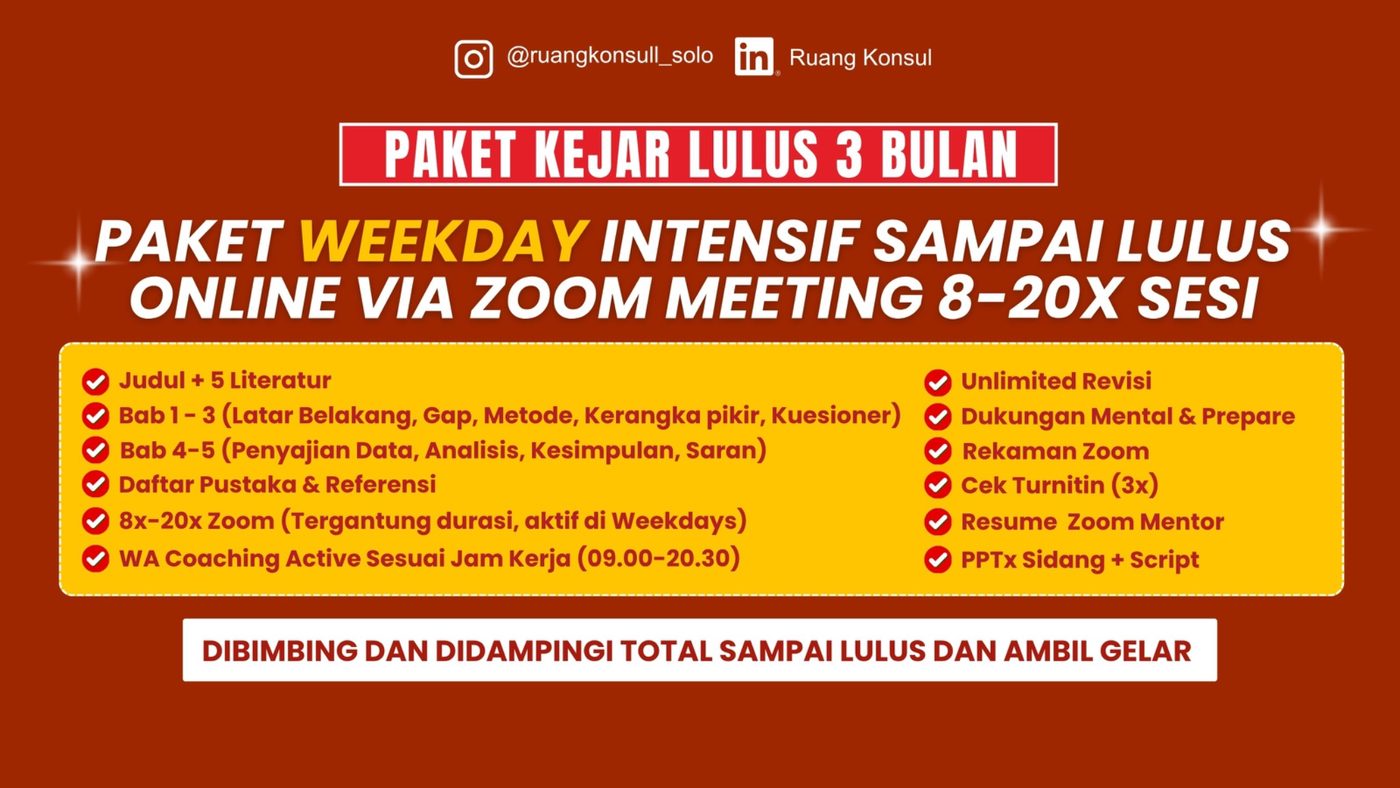 @ruangkonsull_solo in Ruang Konsul
PAKET KEJAR LULUS 3 BULAN
PAKET WEEKDAY INTENSIF SAMPAI LULUS
ONLINE VIA ZOOM MEETING 8-20X SESI
Judul + 5 Literatur
Bab 1 - 3 (Latar Belakang, Gap, Metode, Kerangka pikir, Kuesioner)
Bab 4-5 (Penyajian Data, Analisis, Kesimpulan, Saran)
Daftar Pustaka & Referensi
8x-20x Zoom (Tergantung durasi, aktif di Weekdays)
WA Coaching Active Sesuai Jam Kerja (09.00-20.30)
Unlimited Revisi
Dukungan Mental & Prepare
Rekaman Zoom
Cek Turnitin (3x)
Resume Zoom Mentor
PPTx Sidang + Script
DIBIMBING DAN DIDAMPINGI TOTAL SAMPAI LULUS DAN AMBIL GELAR